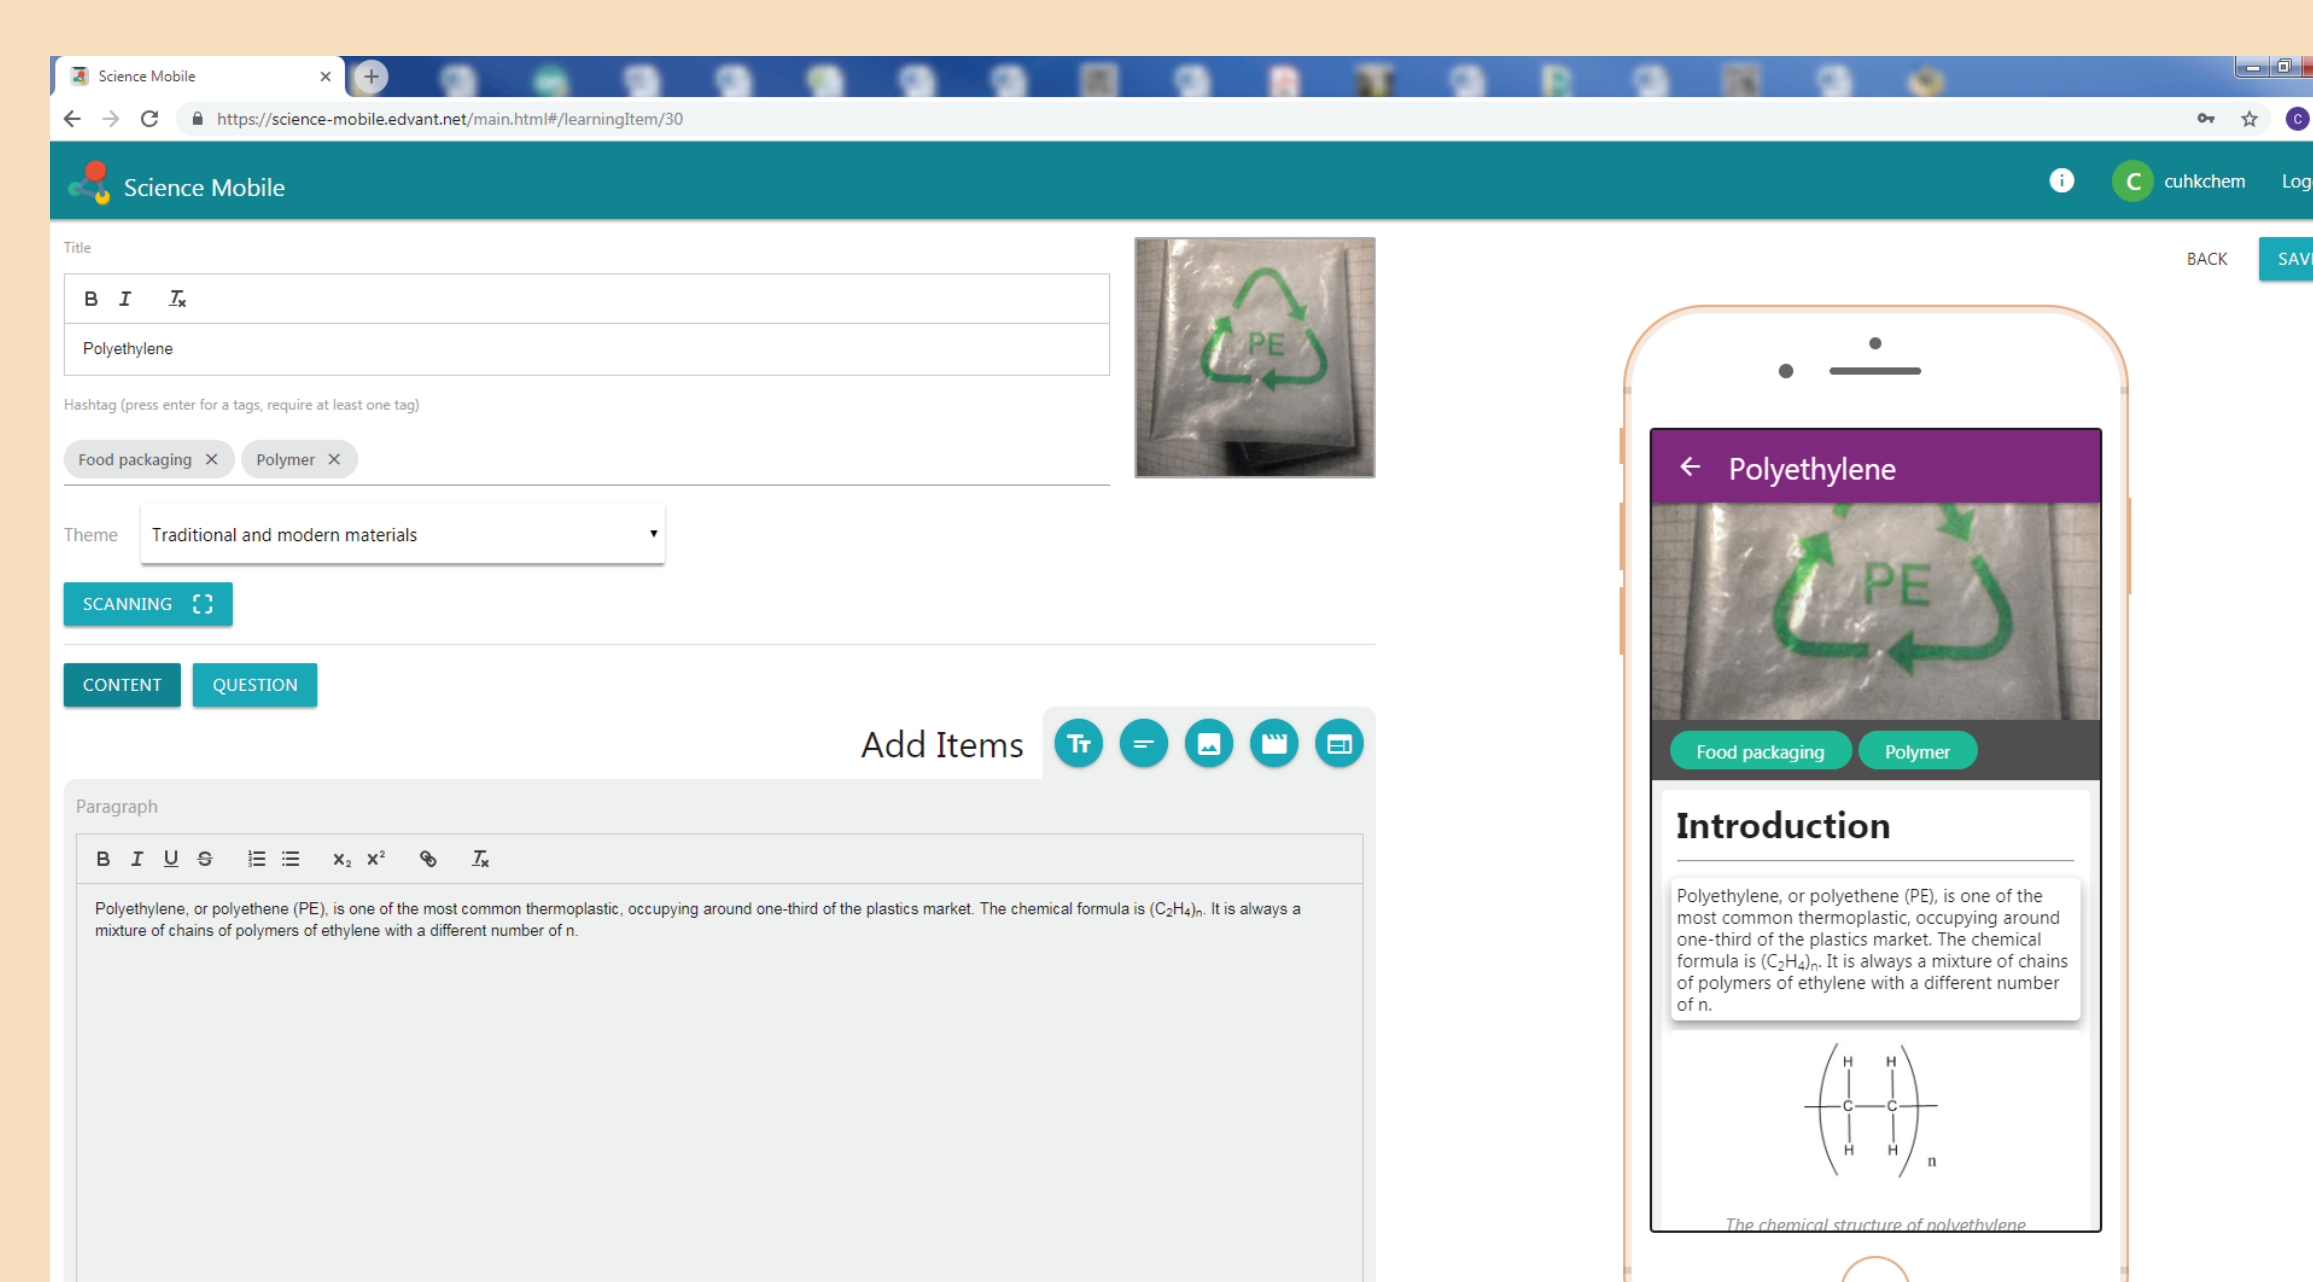 Science Mobile
https://science-mobile.edvant.net/main.html#/learningItem/30
C
Science Mobile
C cuhkchem
Title
BACK
B I Tx
Polyethylene
PE
Hashtag (press enter for a tags, require at least one tag)
Food packaging × Polymer ×
Theme Traditional and modern materials
SCANNING
CONTENT QUESTION
Add Items
Paragraph
B I U S X₂ X² Tx
Polyethylene, or polyethene (PE), is one of the most common thermoplastic, occupying around one-third of the plastics market. The chemical formula is (C₂H₄)ₙ. It is always a
mixture of chains of polymers of ethylene with a different number of n.
Polyethylene
PE
Food packaging Polymer
Introduction
Polyethylene, or polyethene (PE), is one of the
most common thermoplastic, occupying around
one-third of the plastics market. The chemical
formula is (C₂H₄)ₙ. It is always a mixture of chains
of polymers of ethylene with a different number
of n.
H H
C C
H H
n
The chemical structure of polyethylene